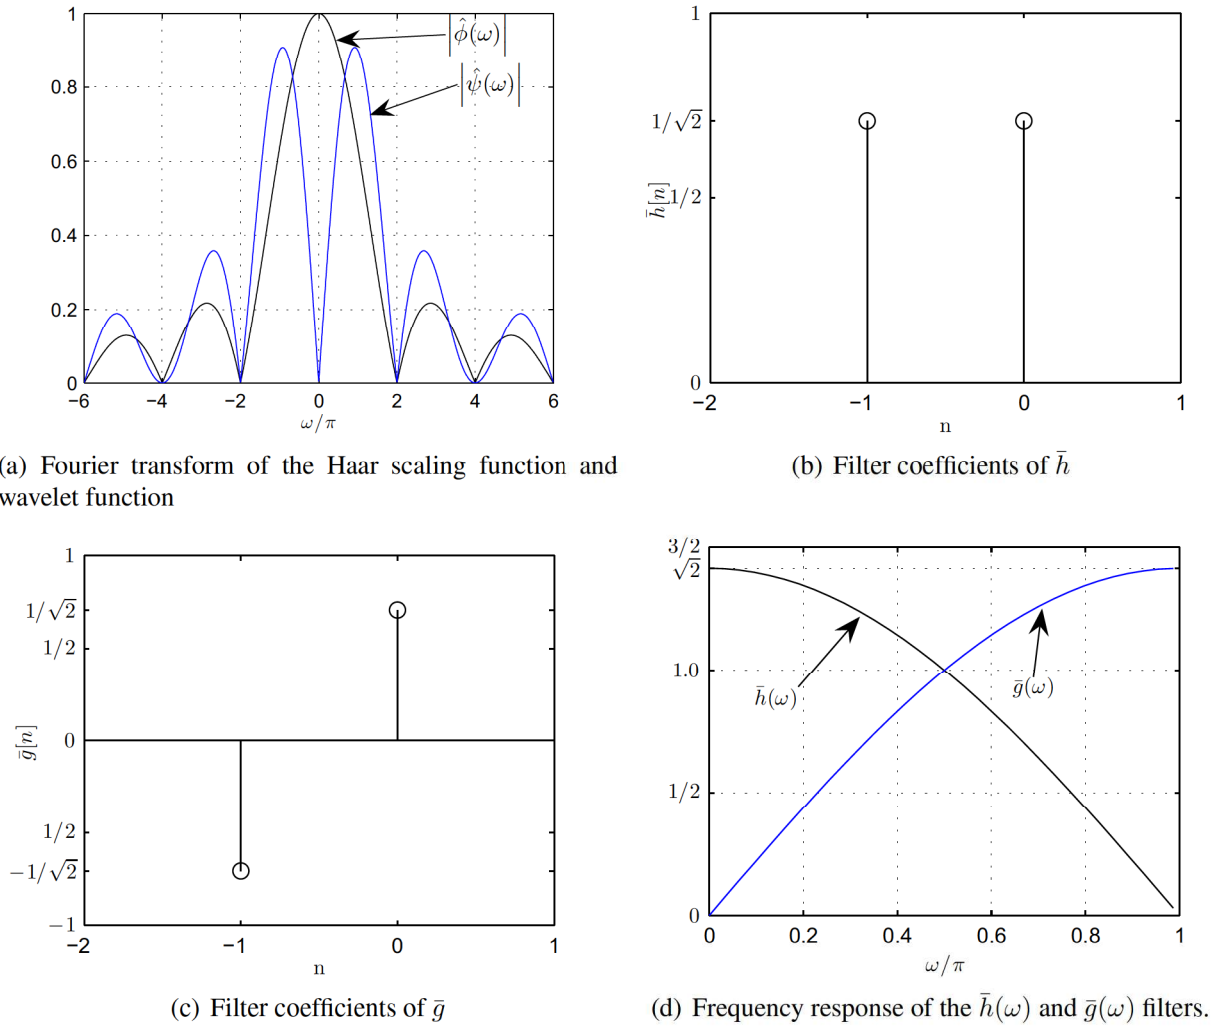 1
0.8
0.6
0.4
0.2
0
−6 −4 −2 0 2 4 6
ω/π
|ϕ̂(ω)|
|ψ̂(ω)|
(a) Fourier transform of the Haar scaling function and
wavelet function
1
1/√2
1/2
0
h̄[n]
−2 −1 0 1
n
(b) Filter coefficients of h̄
1
1/√2
1/2
0
1/2
−1/√2
−1
ḡ[n]
−2 −1 0 1
n
(c) Filter coefficients of ḡ
3/2
√2
1.0
1/2
0
h̄(ω)
ḡ(ω)
0 0.2 0.4 0.6 0.8 1
ω/π
(d) Frequency response of the h̄(ω) and ḡ(ω) filters.